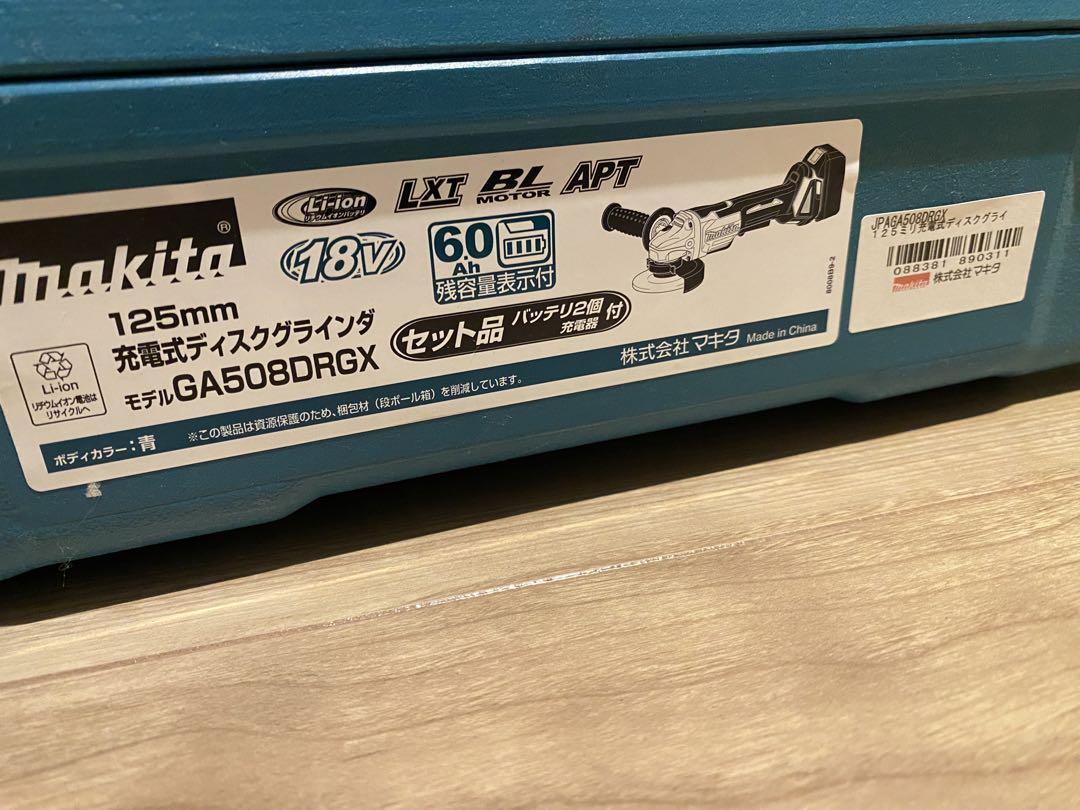 makita®
Li-ion
リチウムイオンバッテリ
LXT
BL
MOTOR
APT
18V
6.0
Ah
残容量表示付
125mm
充電式ディスクグラインダ
モデルGA508DRGX
セット品 バッテリ2個
充電器 付
makita
8008B9-2
Li-ion
リチウムイオン電池は
リサイクルへ
株式会社マキタ Made in China
ボディカラー:青 ※この製品は資源保護のため、梱包材(段ボール箱)を削減しています。
JPAGA508DRGX
125ミリ充電式ディスクグライ
088381 890311
makita 株式会社マキタ